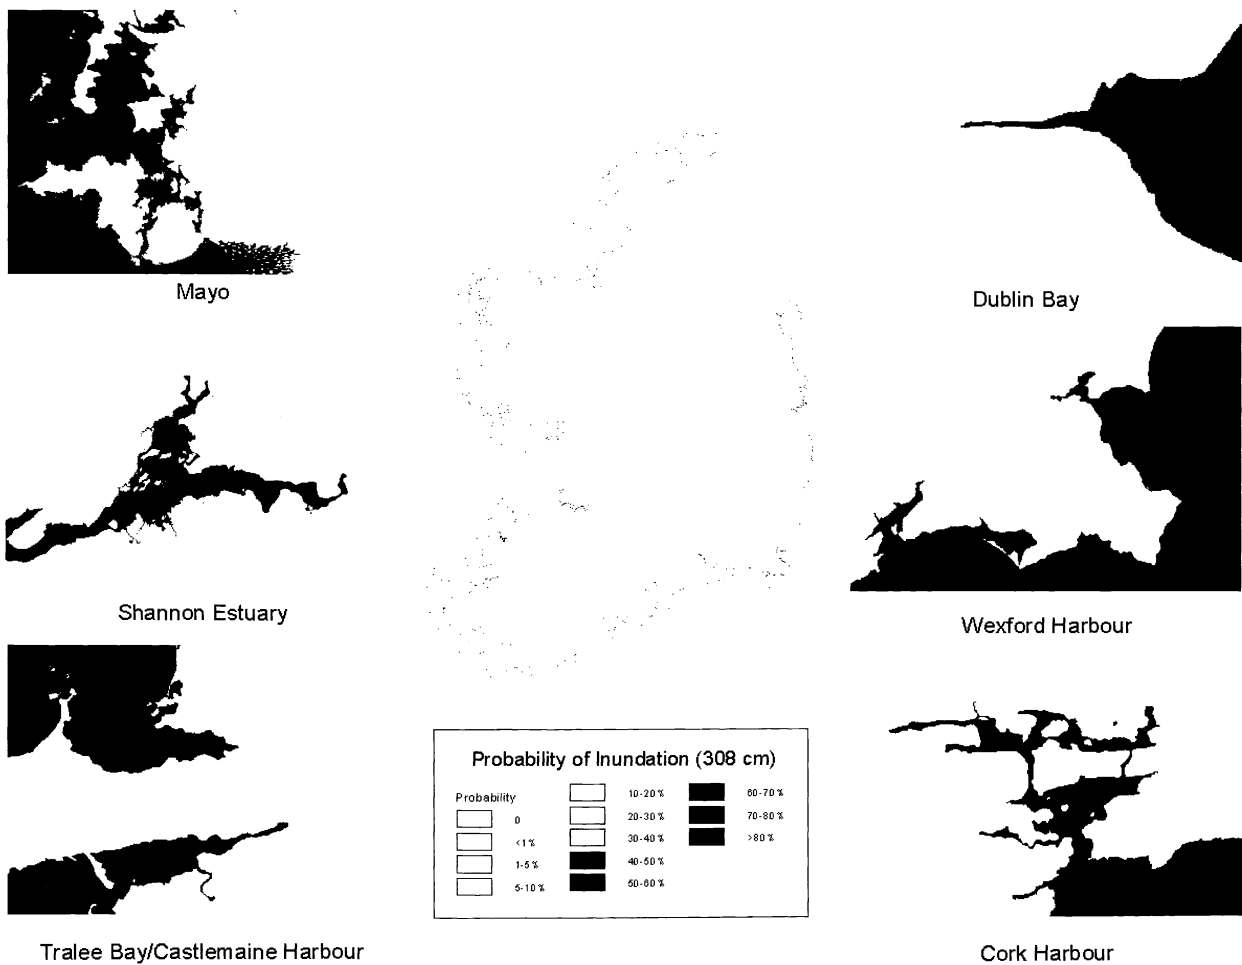 Mayo
Dublin Bay
Shannon Estuary
Wexford Harbour
Probability of Inundation (308 cm)
Probability
0
<1%
1-5%
5-10%
10-20%
20-30%
30-40%
40-50%
50-60%
60-70%
70-80%
>80%
Tralee Bay/Castlemaine Harbour
Cork Harbour